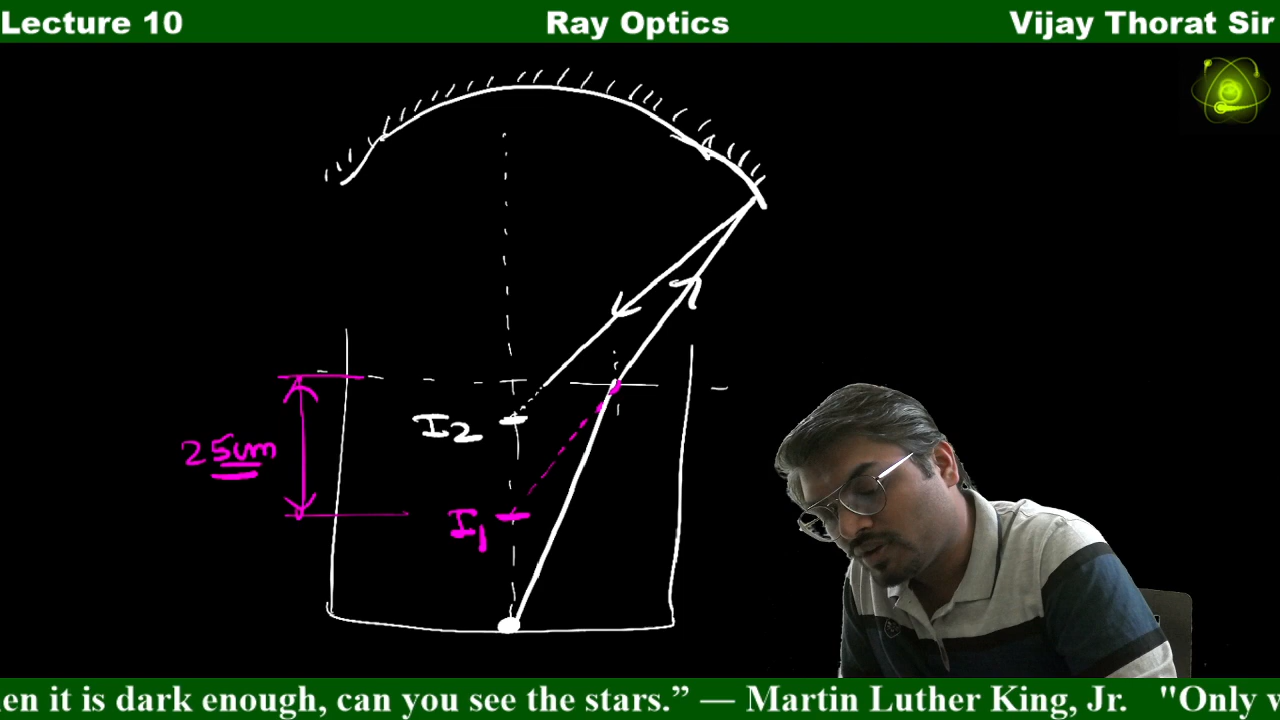 Lecture 10 Ray Optics Vijay Thorat Sir
I2
25cm
I1
en it is dark enough, can you see the stars.” — Martin Luther King, Jr. "Only w